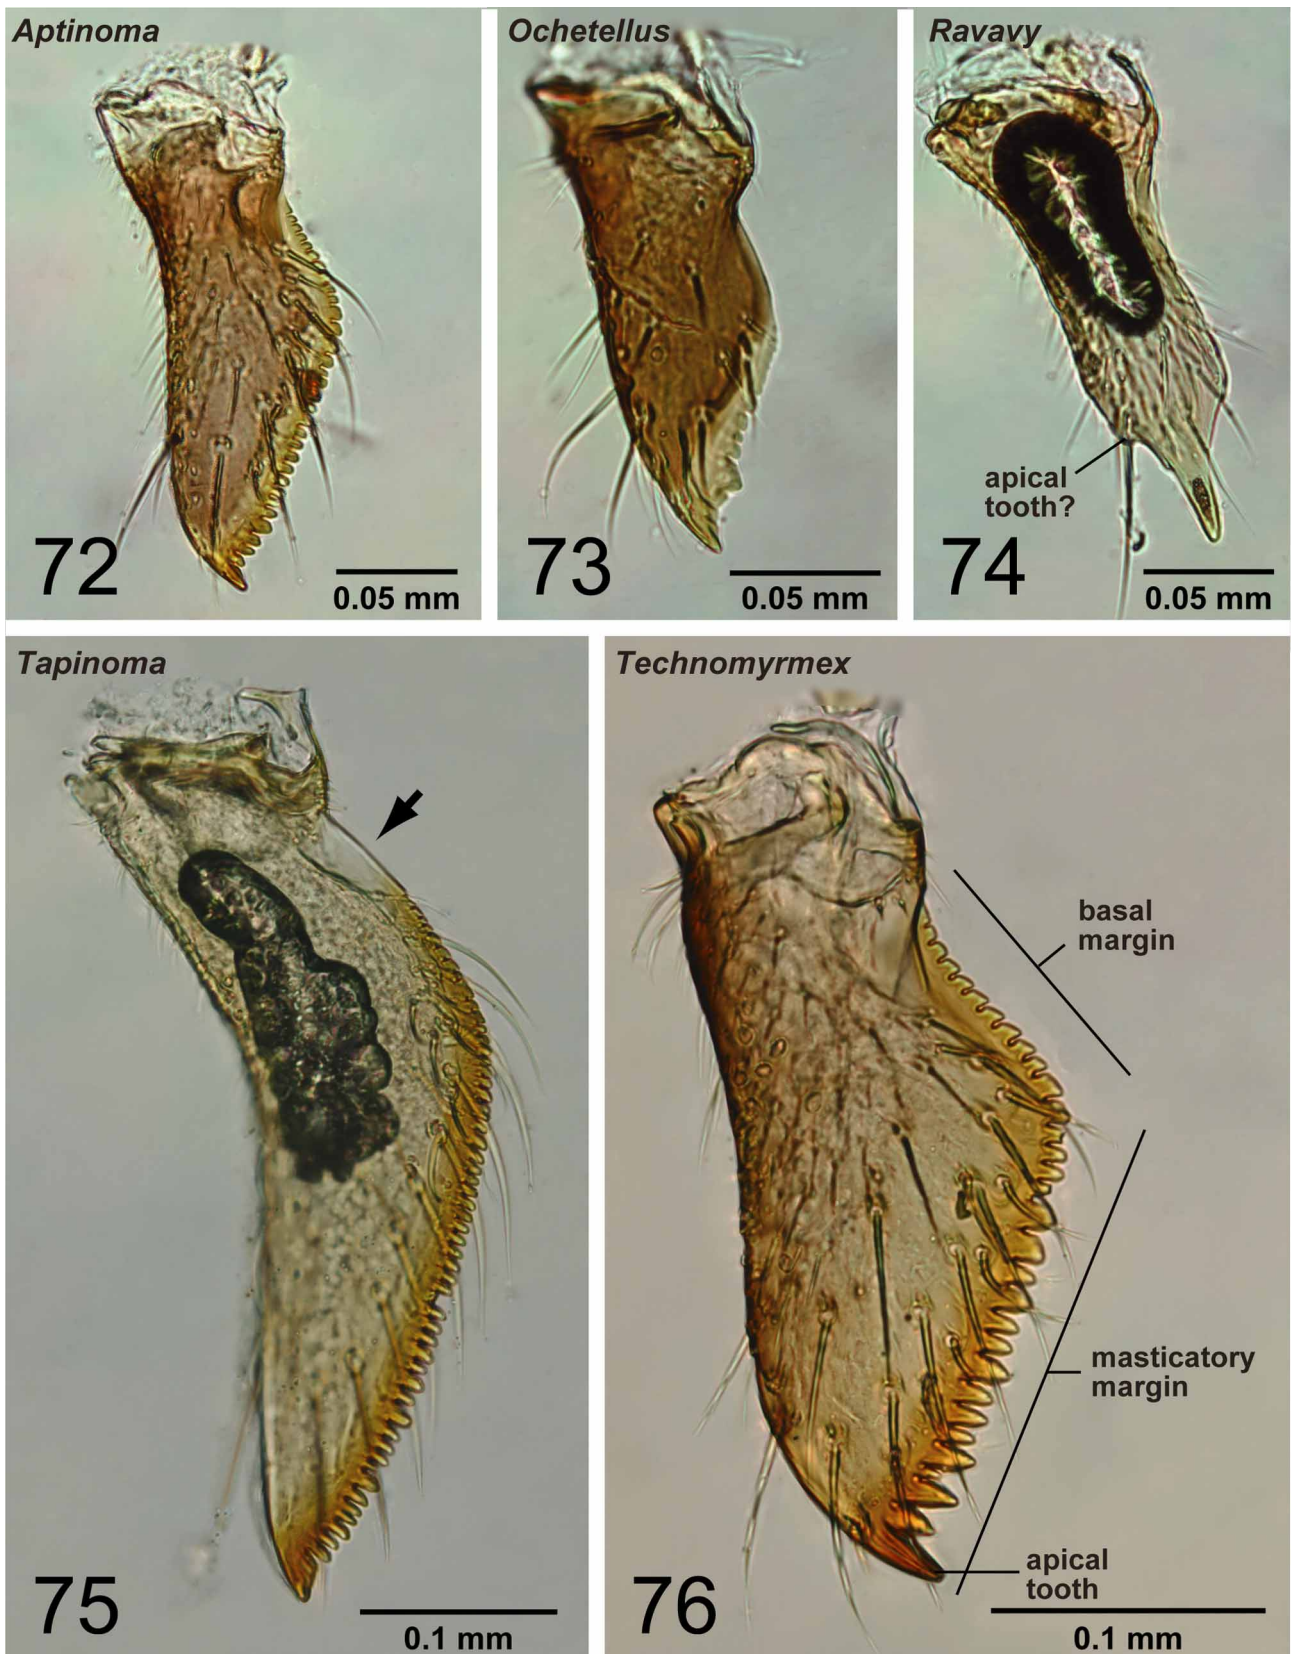 Aptinoma
72
0.05 mm
Ochetellus
73
0.05 mm
Ravavy
apical
tooth?
74
0.05 mm
Tapinoma
75
0.1 mm
Technomyrmex
basal
margin
masticatory
margin
apical
tooth
76
0.1 mm